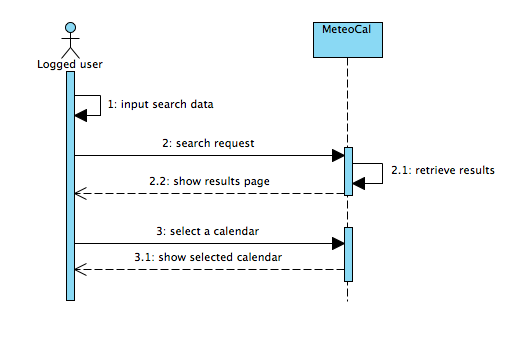 MeteoCal
Logged user
1: input search data
2: search request
2.1: retrieve results
2.2: show results page
3: select a calendar
3.1: show selected calendar